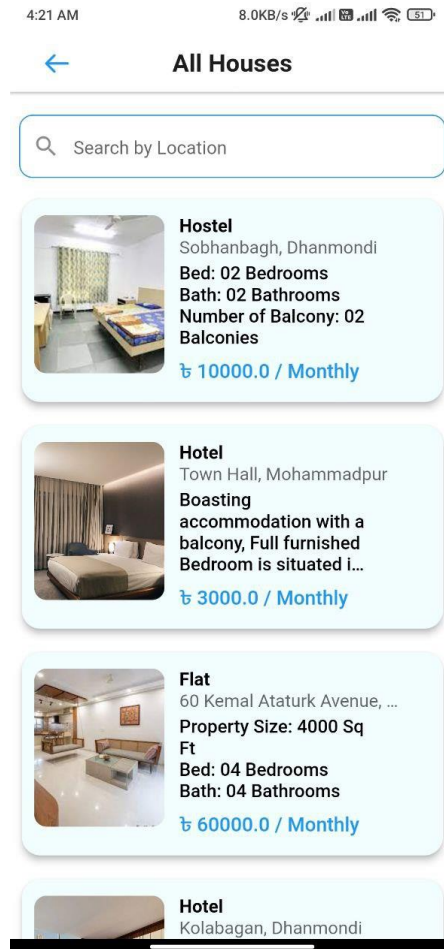 4:21 AM
8.0KB/s
51
All Houses
Search by Location
Hostel
Sobhanbagh, Dhanmondi
Bed: 02 Bedrooms
Bath: 02 Bathrooms
Number of Balcony: 02
Balconies
৳ 10000.0 / Monthly
Hotel
Town Hall, Mohammadpur
Boasting
accommodation with a
balcony, Full furnished
Bedroom is situated i...
৳ 3000.0 / Monthly
Flat
60 Kemal Ataturk Avenue, ...
Property Size: 4000 Sq
Ft
Bed: 04 Bedrooms
Bath: 04 Bathrooms
৳ 60000.0 / Monthly
Hotel
Kolabagan, Dhanmondi